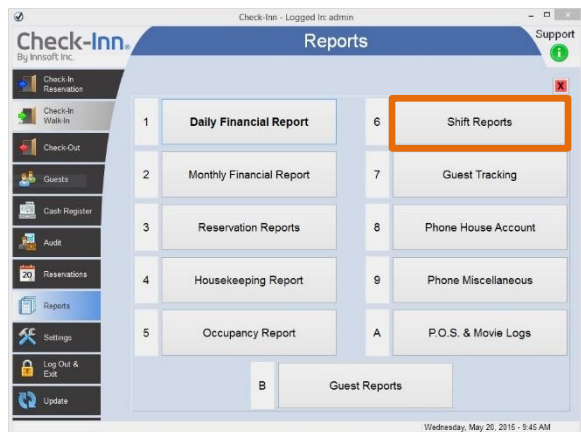 Check-Inn - Logged In: admin
Check-Inn®
By Innsoft Inc.
Reports
Support
Check-In
Reservation
Check-In
Walk-In
Check-Out
Guests
Cash Register
Audit
20
Reservations
Reports
Settings
Log Out &
Exit
Update
X
1 Daily Financial Report
6 Shift Reports
2 Monthly Financial Report
7 Guest Tracking
3 Reservation Reports
8 Phone House Account
4 Housekeeping Report
9 Phone Miscellaneous
5 Occupancy Report
A P.O.S. & Movie Logs
B Guest Reports
Wednesday, May 20, 2015 - 9:45 AM